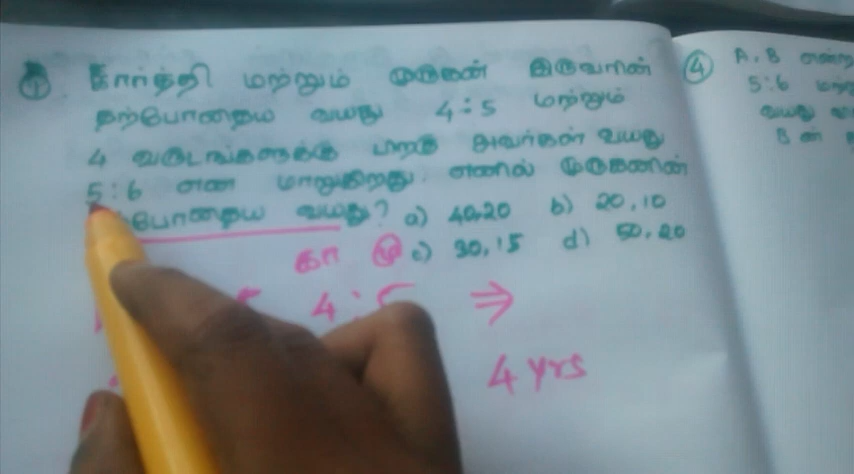 ① கார்த்தி மற்றும் முருகன் இருவரின்
தற்போதைய வயது 4:5 மற்றும்
4 வருடங்களுக்கு பிறகு அவர்கள் வயது
5:6 என மாறுகிறது எனில் முருகனின்
போதைய வயது? a) 40,20 b) 20,10
c) 30,15 d) 50,20
கா மு
4:5 ⇒
4 yrs
④ A, B
5:6
வயது
B ன்